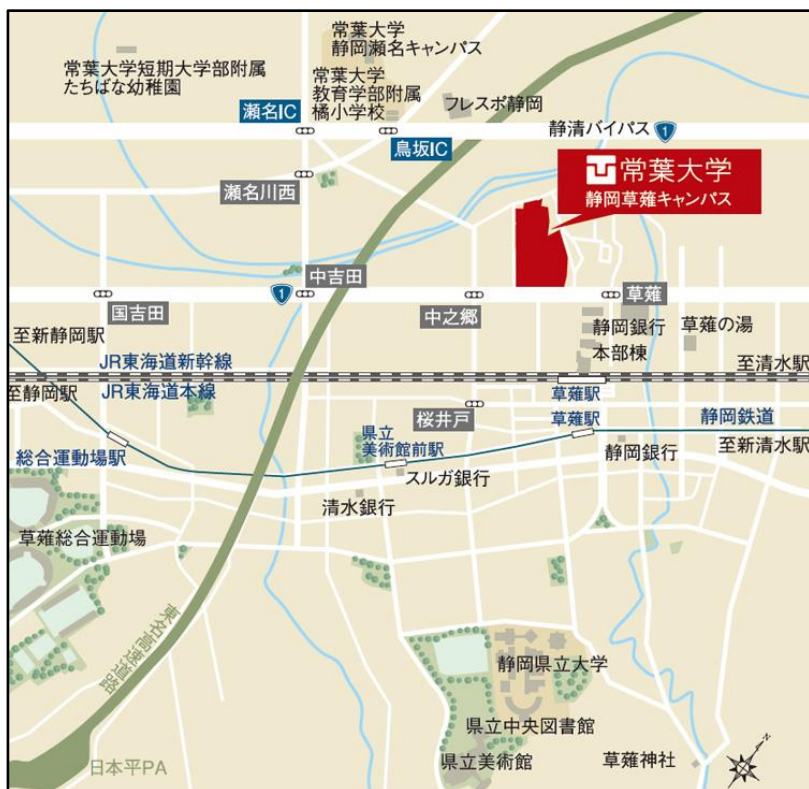 常葉大学
静岡瀬名キャンパス
常葉大学短期大学部附属
たちばな幼稚園
常葉大学
教育学部附属
橘小学校
フレスポ静岡
瀬名IC
静清バイパス
1
鳥坂IC
常葉大学
静岡草薙キャンパス
瀬名川西
中吉田
1
国吉田
中之郷
草薙
静岡銀行
本部棟
草薙の湯
至新静岡駅
JR東海道新幹線
至清水駅
至静岡駅
JR東海道本線
草薙駅
桜井戸
草薙駅
静岡鉄道
県立
美術館前駅
総合運動場駅
静岡銀行
至新清水駅
スルガ銀行
清水銀行
草薙総合運動場
東名高速道路
静岡県立大学
県立中央図書館
県立美術館
草薙神社
日本平PA
N